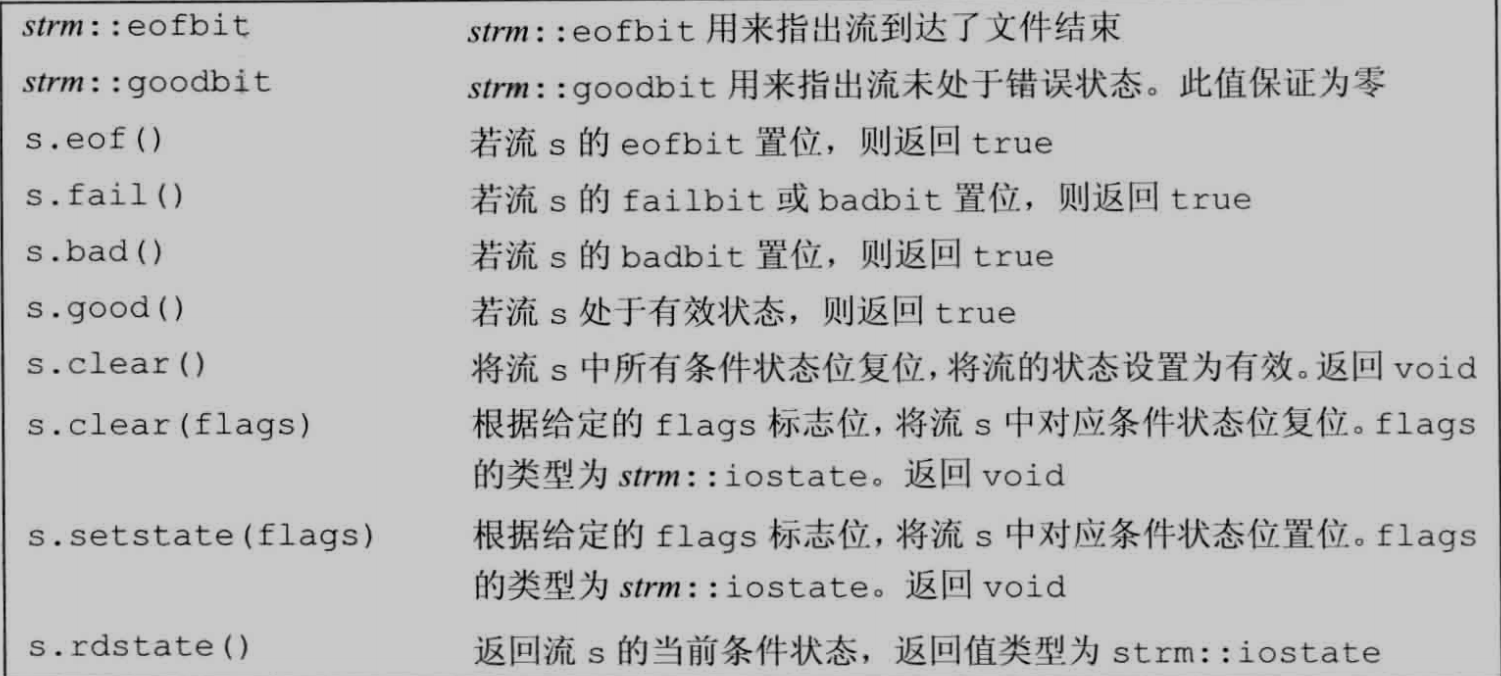 strm::eofbit strm::eofbit 用来指出流到达了文件结束
strm::goodbit strm::goodbit 用来指出流未处于错误状态。此值保证为零
s.eof() 若流 s 的 eofbit 置位，则返回 true
s.fail() 若流 s 的 failbit 或 badbit 置位，则返回 true
s.bad() 若流 s 的 badbit 置位，则返回 true
s.good() 若流 s 处于有效状态，则返回 true
s.clear() 将流 s 中所有条件状态位复位，将流的状态设置为有效。返回 void
s.clear(flags) 根据给定的 flags 标志位，将流 s 中对应条件状态位复位。flags
的类型为 strm::iostate。返回 void
s.setstate(flags) 根据给定的 flags 标志位，将流 s 中对应条件状态位置位。flags
的类型为 strm::iostate。返回 void
s.rdstate() 返回流 s 的当前条件状态，返回值类型为 strm::iostate